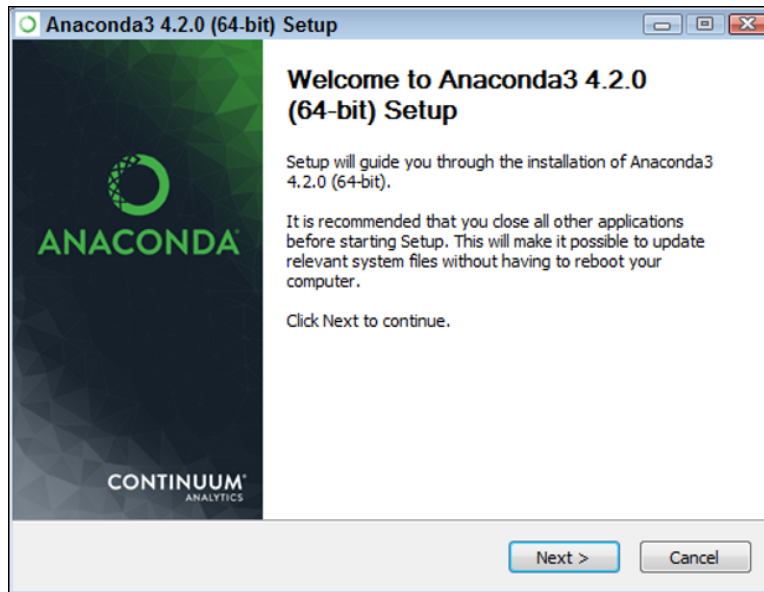 Anaconda3 4.2.0 (64-bit) Setup
Welcome to Anaconda3 4.2.0
(64-bit) Setup
Setup will guide you through the installation of Anaconda3
4.2.0 (64-bit).
It is recommended that you close all other applications
before starting Setup. This will make it possible to update
relevant system files without having to reboot your
computer.
Click Next to continue.
ANACONDA
CONTINUUM
ANALYTICS
Next >
Cancel